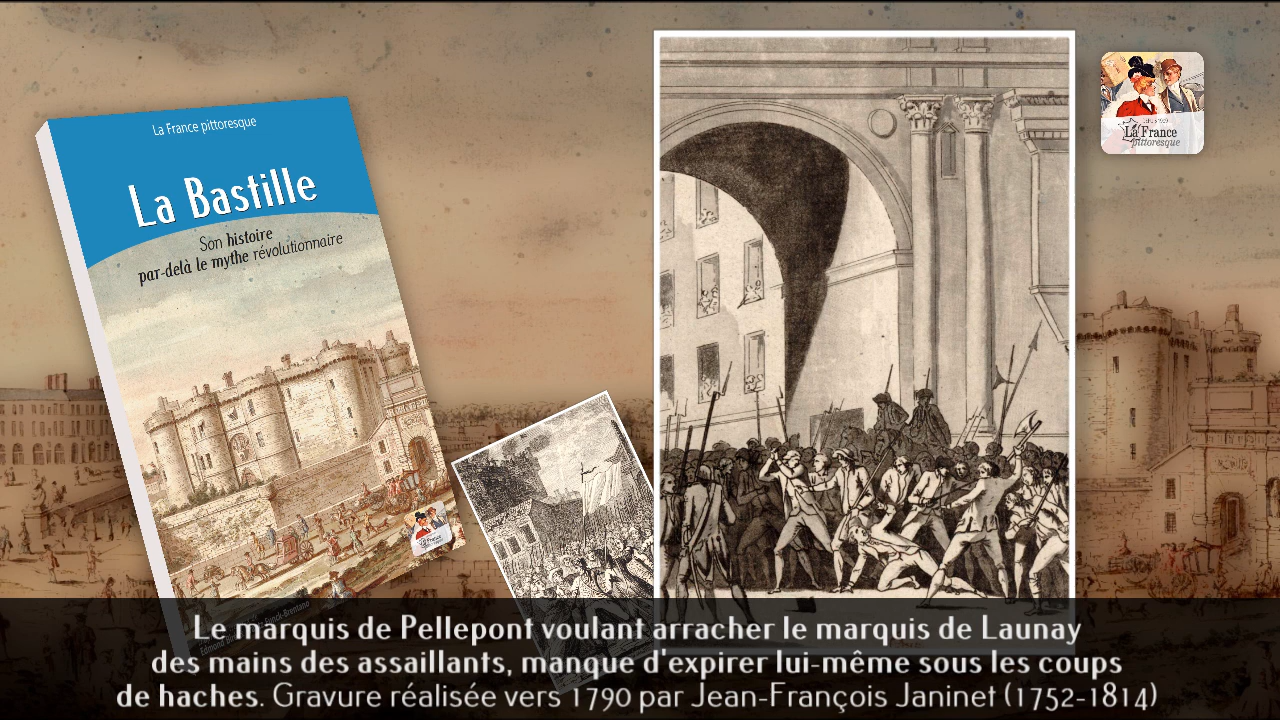 La France pittoresque
La Bastille
Son histoire
par-delà le mythe révolutionnaire
La France
pittoresque
Le marquis de Pellepont voulant arracher le marquis de Launay
des mains des assaillants, manque d'expirer lui-même sous les coups
de haches. Gravure réalisée vers 1790 par Jean-François Janinet (1752-1814)